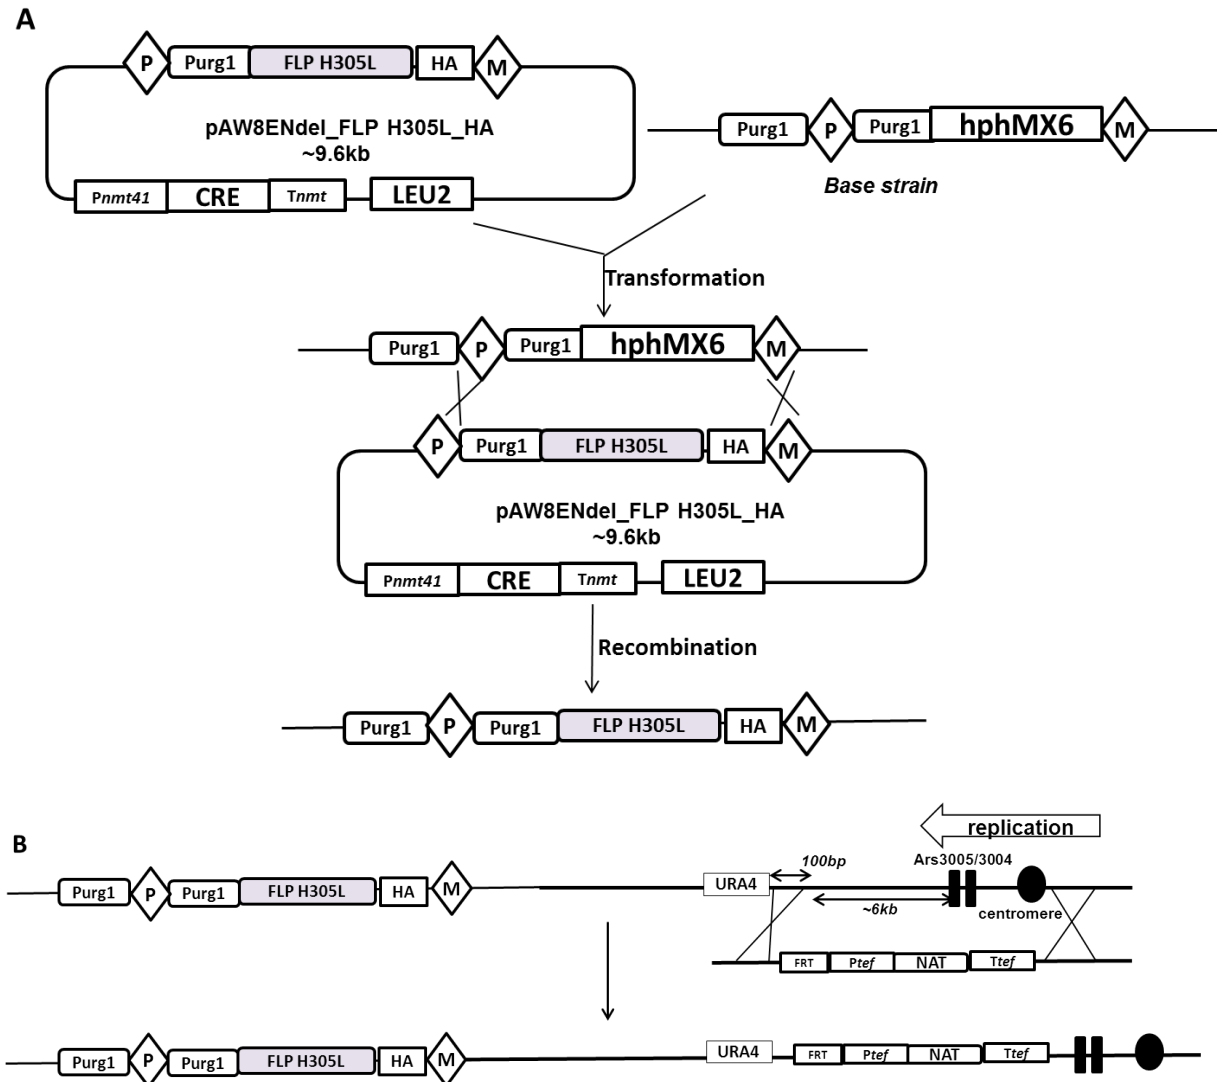 A
P Purg1 FLP H305L HA M
pAW8ENdel_FLP H305L_HA
~9.6kb
Pnmt41 CRE Tnmt LEU2
Purg1 P Purg1 hphMX6 M
Base strain
Transformation
Purg1 P Purg1 hphMX6 M
P Purg1 FLP H305L HA M
pAW8ENdel_FLP H305L_HA
~9.6kb
Pnmt41 CRE Tnmt LEU2
Recombination
Purg1 P Purg1 FLP H305L HA M
B
replication
100bp
Ars3005/3004
Purg1 P Purg1 FLP H305L HA M URA4
~6kb
centromere
FRT Ptef NAT Ttef
Purg1 P Purg1 FLP H305L HA M URA4 FRT Ptef NAT Ttef